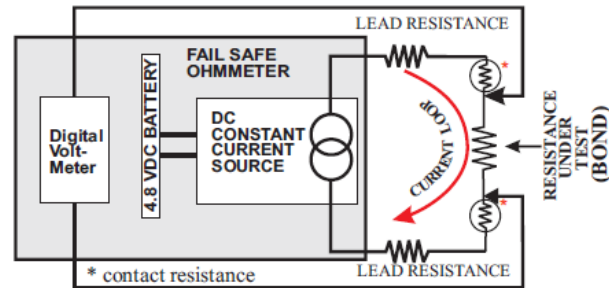 LEAD RESISTANCE
FAIL SAFE
OHMMETER
*
Digital
Volt-
Meter
4.8 VDC BATTERY
DC
CONSTANT
CURRENT
SOURCE
CURRENT LOOP
RESISTANCE
UNDER
TEST
(BOND)
*
* contact resistance
LEAD RESISTANCE